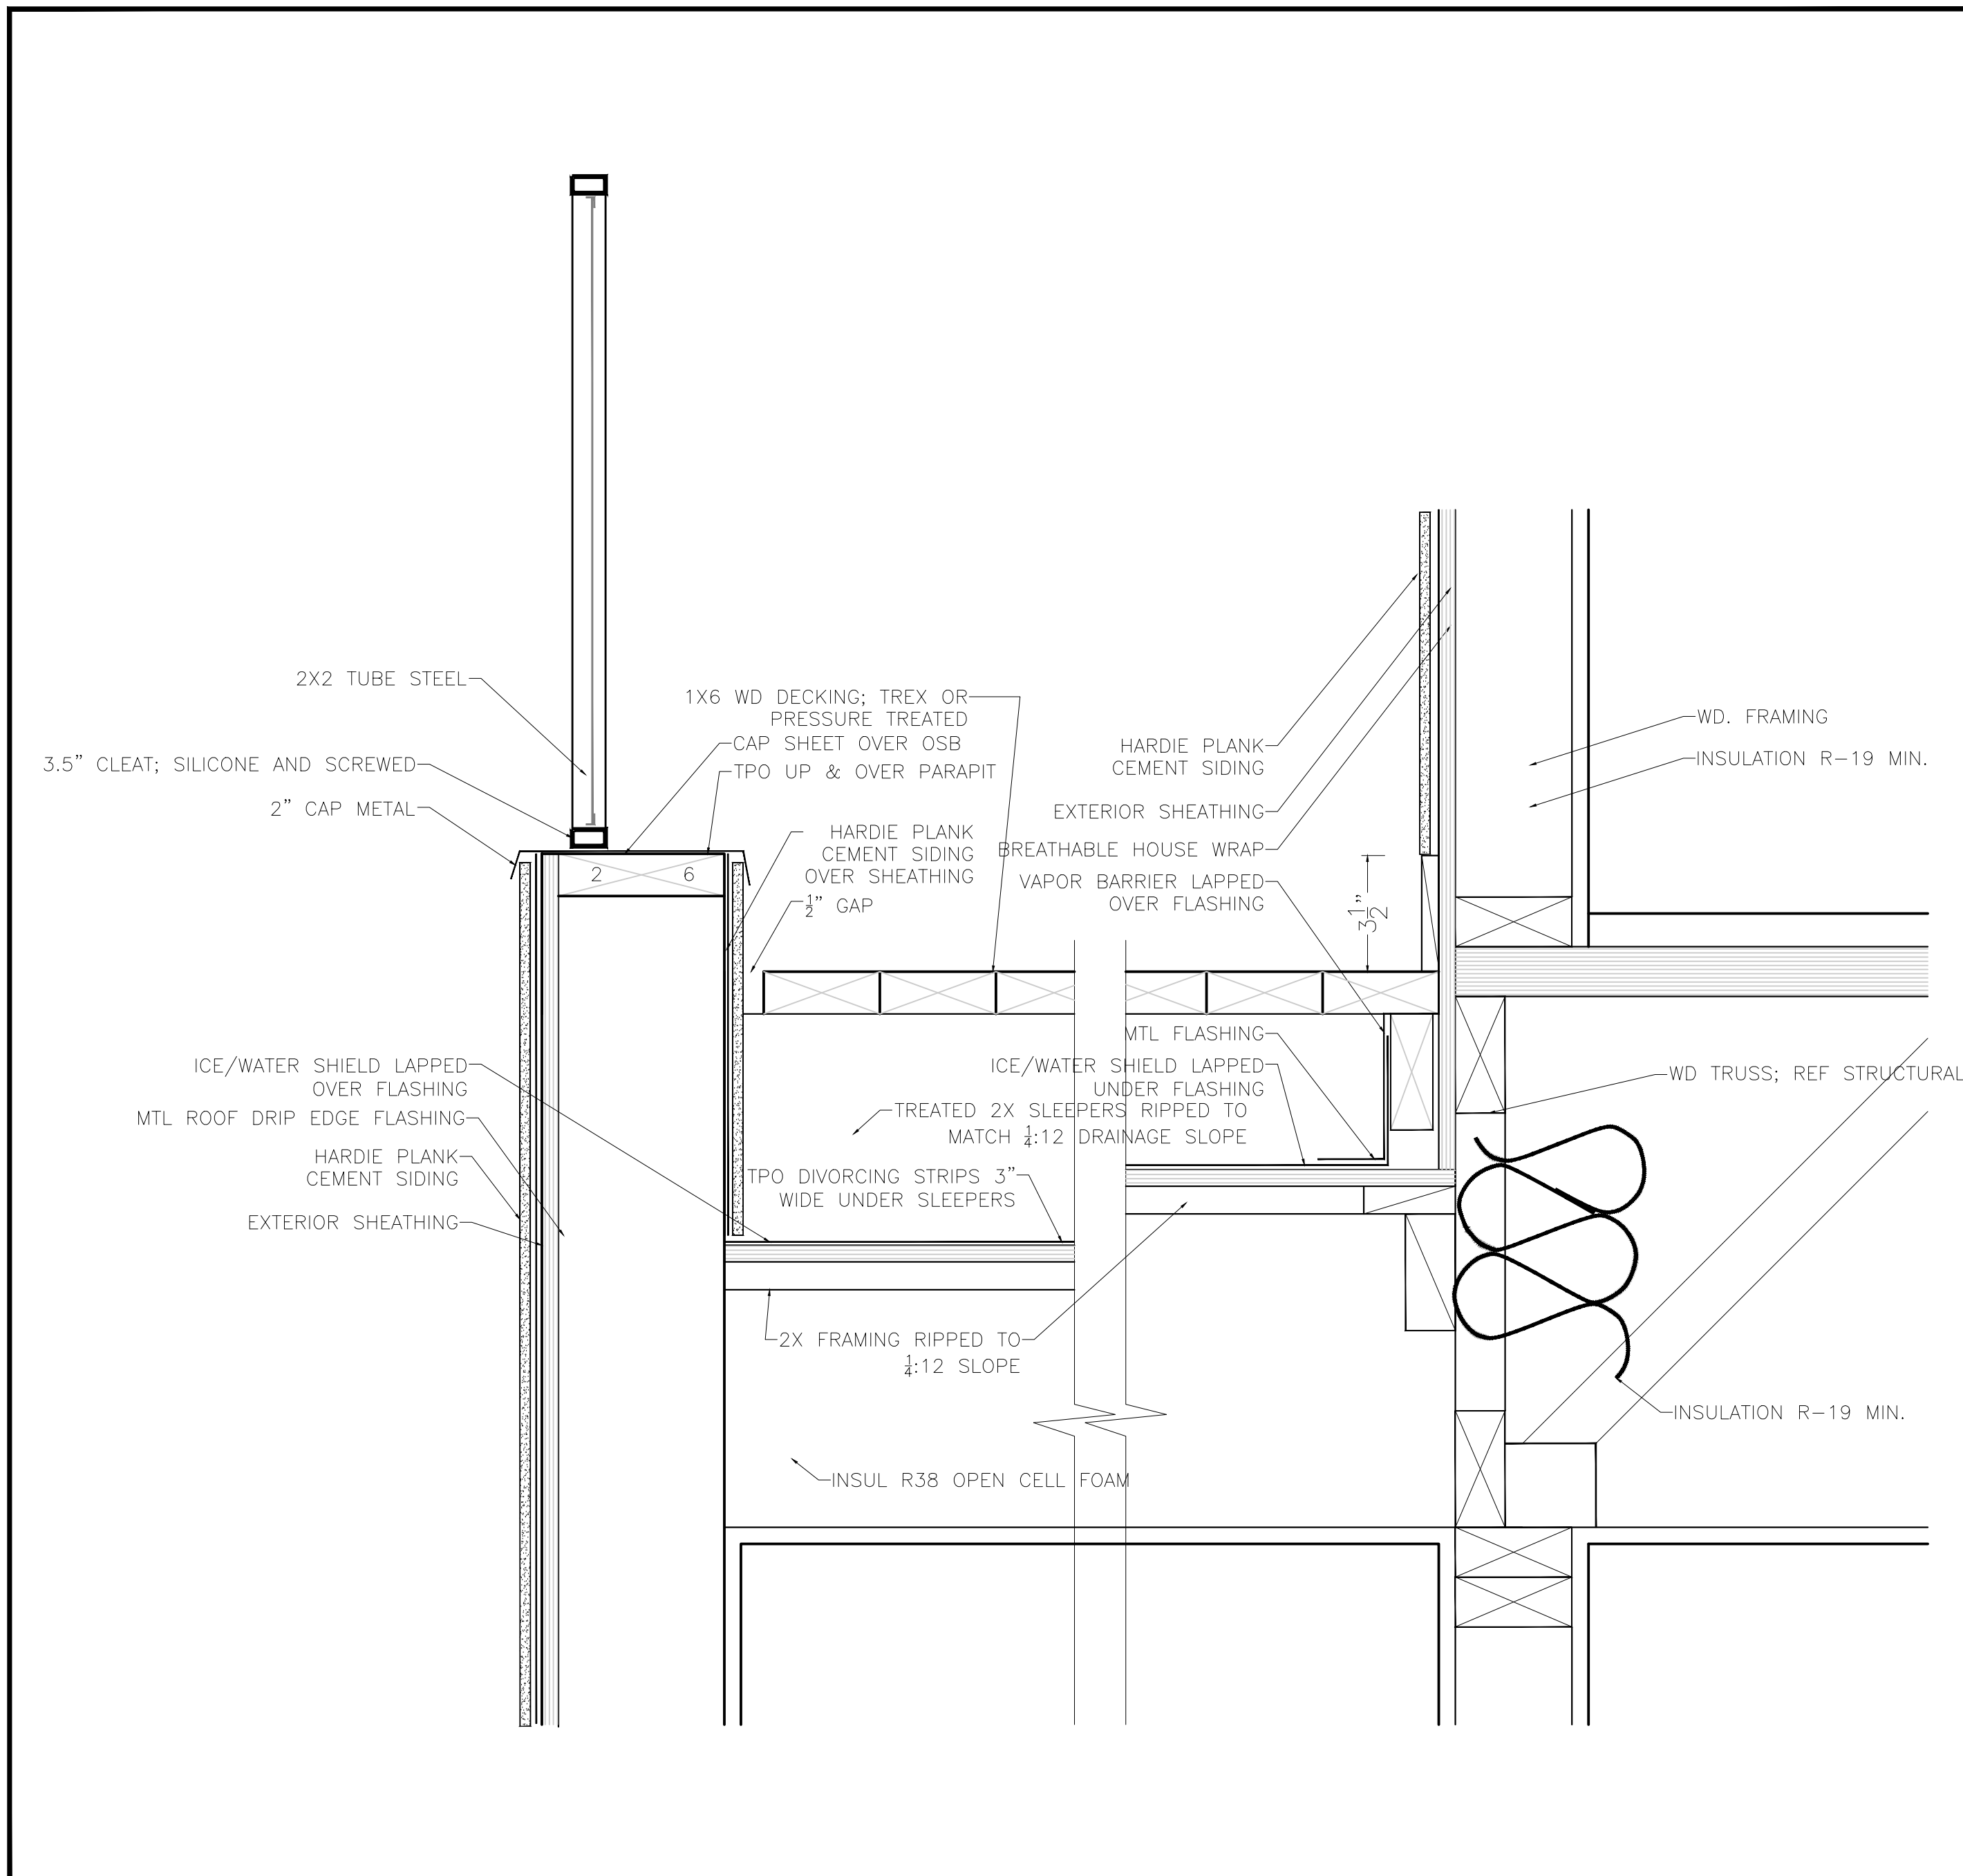 2X2 TUBE STEEL
3.5" CLEAT; SILICONE AND SCREWED
2" CAP METAL
1X6 WD DECKING; TREX OR
PRESSURE TREATED
CAP SHEET OVER OSB
TPO UP & OVER PARAPIT
HARDIE PLANK
CEMENT SIDING
OVER SHEATHING
1/2" GAP
2 6
HARDIE PLANK
CEMENT SIDING
EXTERIOR SHEATHING
BREATHABLE HOUSE WRAP
VAPOR BARRIER LAPPED
OVER FLASHING
3 1/2"
WD. FRAMING
INSULATION R-19 MIN.
MTL FLASHING
ICE/WATER SHIELD LAPPED
UNDER FLASHING
TREATED 2X SLEEPERS RIPPED TO
MATCH 1/4:12 DRAINAGE SLOPE
TPO DIVORCING STRIPS 3"
WIDE UNDER SLEEPERS
WD TRUSS; REF STRUCTURAL
ICE/WATER SHIELD LAPPED
OVER FLASHING
MTL ROOF DRIP EDGE FLASHING
HARDIE PLANK
CEMENT SIDING
EXTERIOR SHEATHING
2X FRAMING RIPPED TO
1/4:12 SLOPE
INSULATION R-19 MIN.
INSUL R38 OPEN CELL FOAM